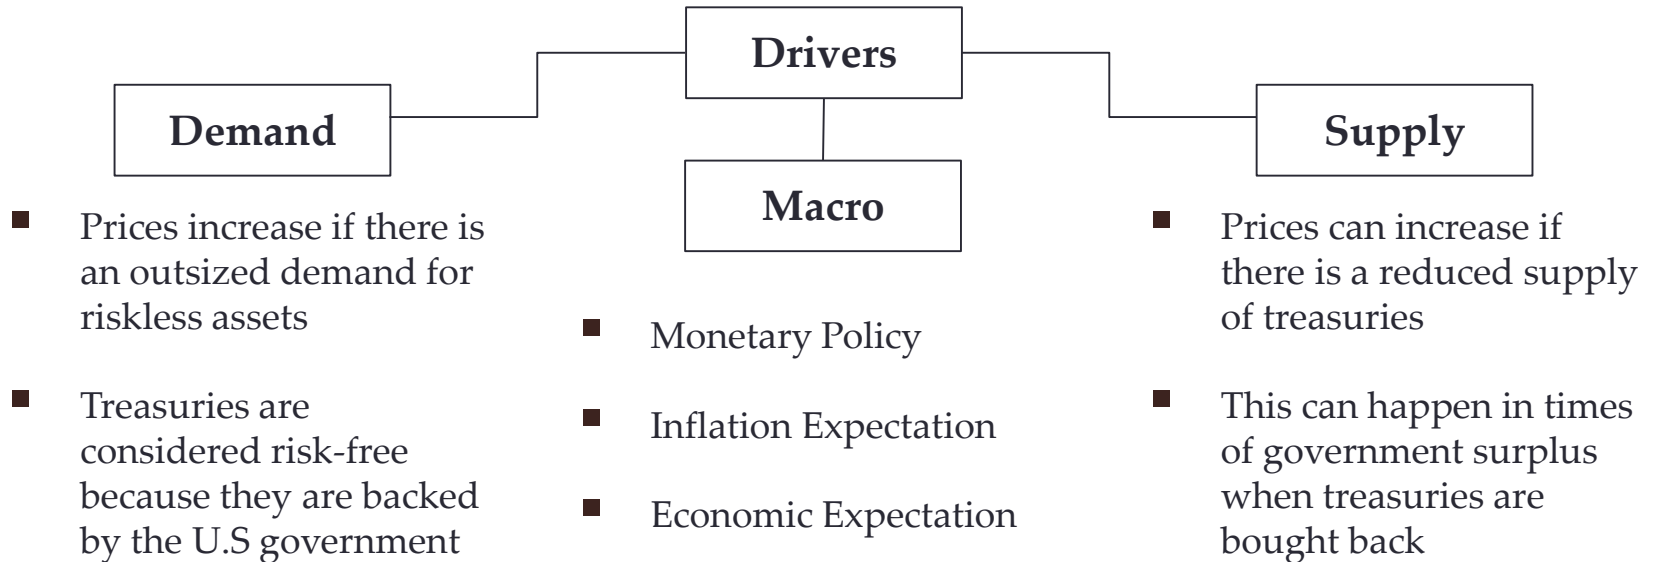 Drivers
Demand
Macro
Supply
Prices increase if there is
an outsized demand for
riskless assets
Treasuries are
considered risk-free
because they are backed
by the U.S government
Monetary Policy
Inflation Expectation
Economic Expectation
Prices can increase if
there is a reduced supply
of treasuries
This can happen in times
of government surplus
when treasuries are
bought back